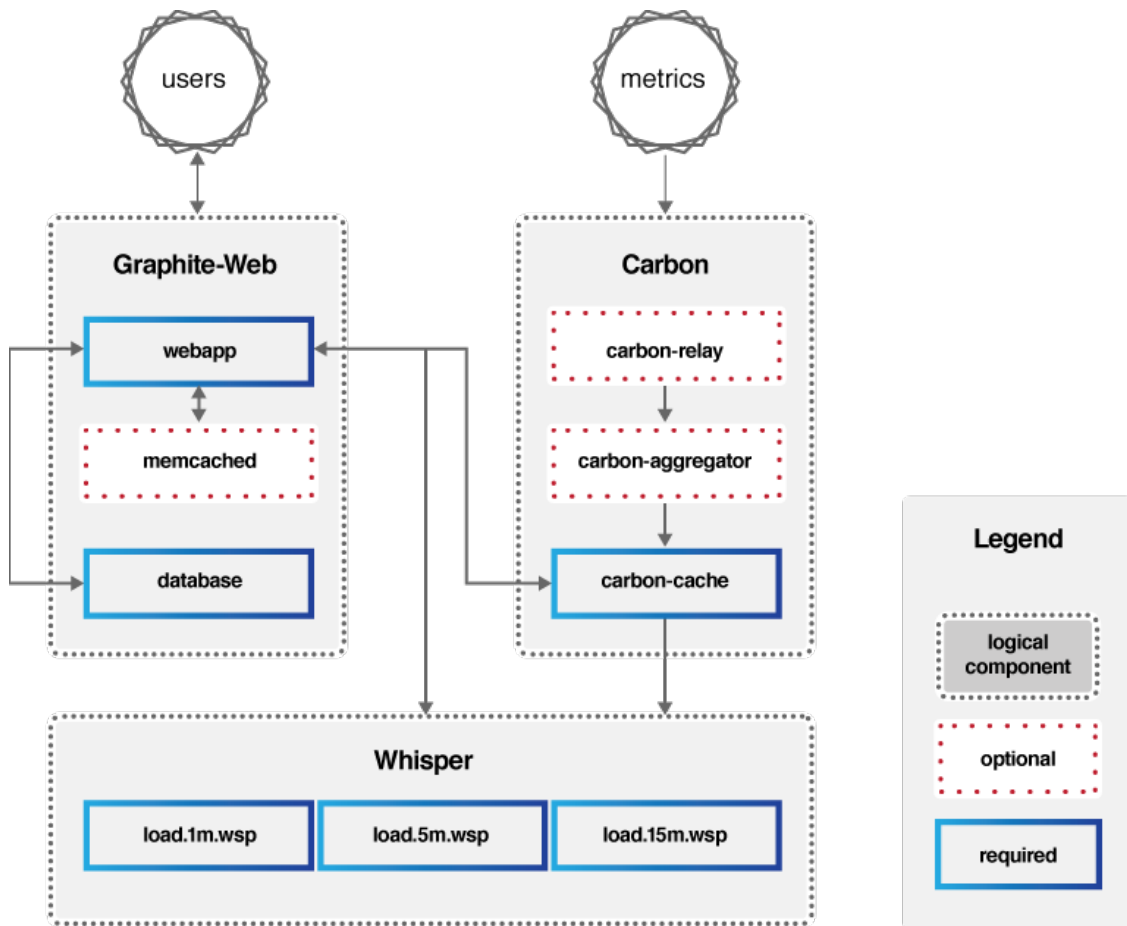 users
metrics
Graphite-Web
webapp
memcached
database
Carbon
carbon-relay
carbon-aggregator
carbon-cache
Whisper
load.1m.wsp
load.5m.wsp
load.15m.wsp
Legend
logical
component
optional
required